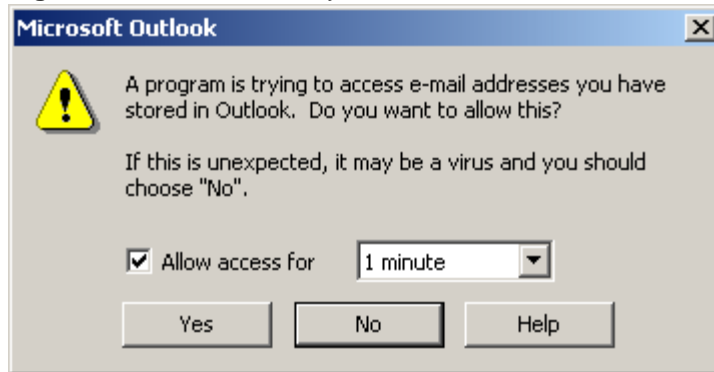 Microsoft Outlook
A program is trying to access e-mail addresses you have
stored in Outlook. Do you want to allow this?
If this is unexpected, it may be a virus and you should
choose "No".
Allow access for 1 minute
Yes No Help